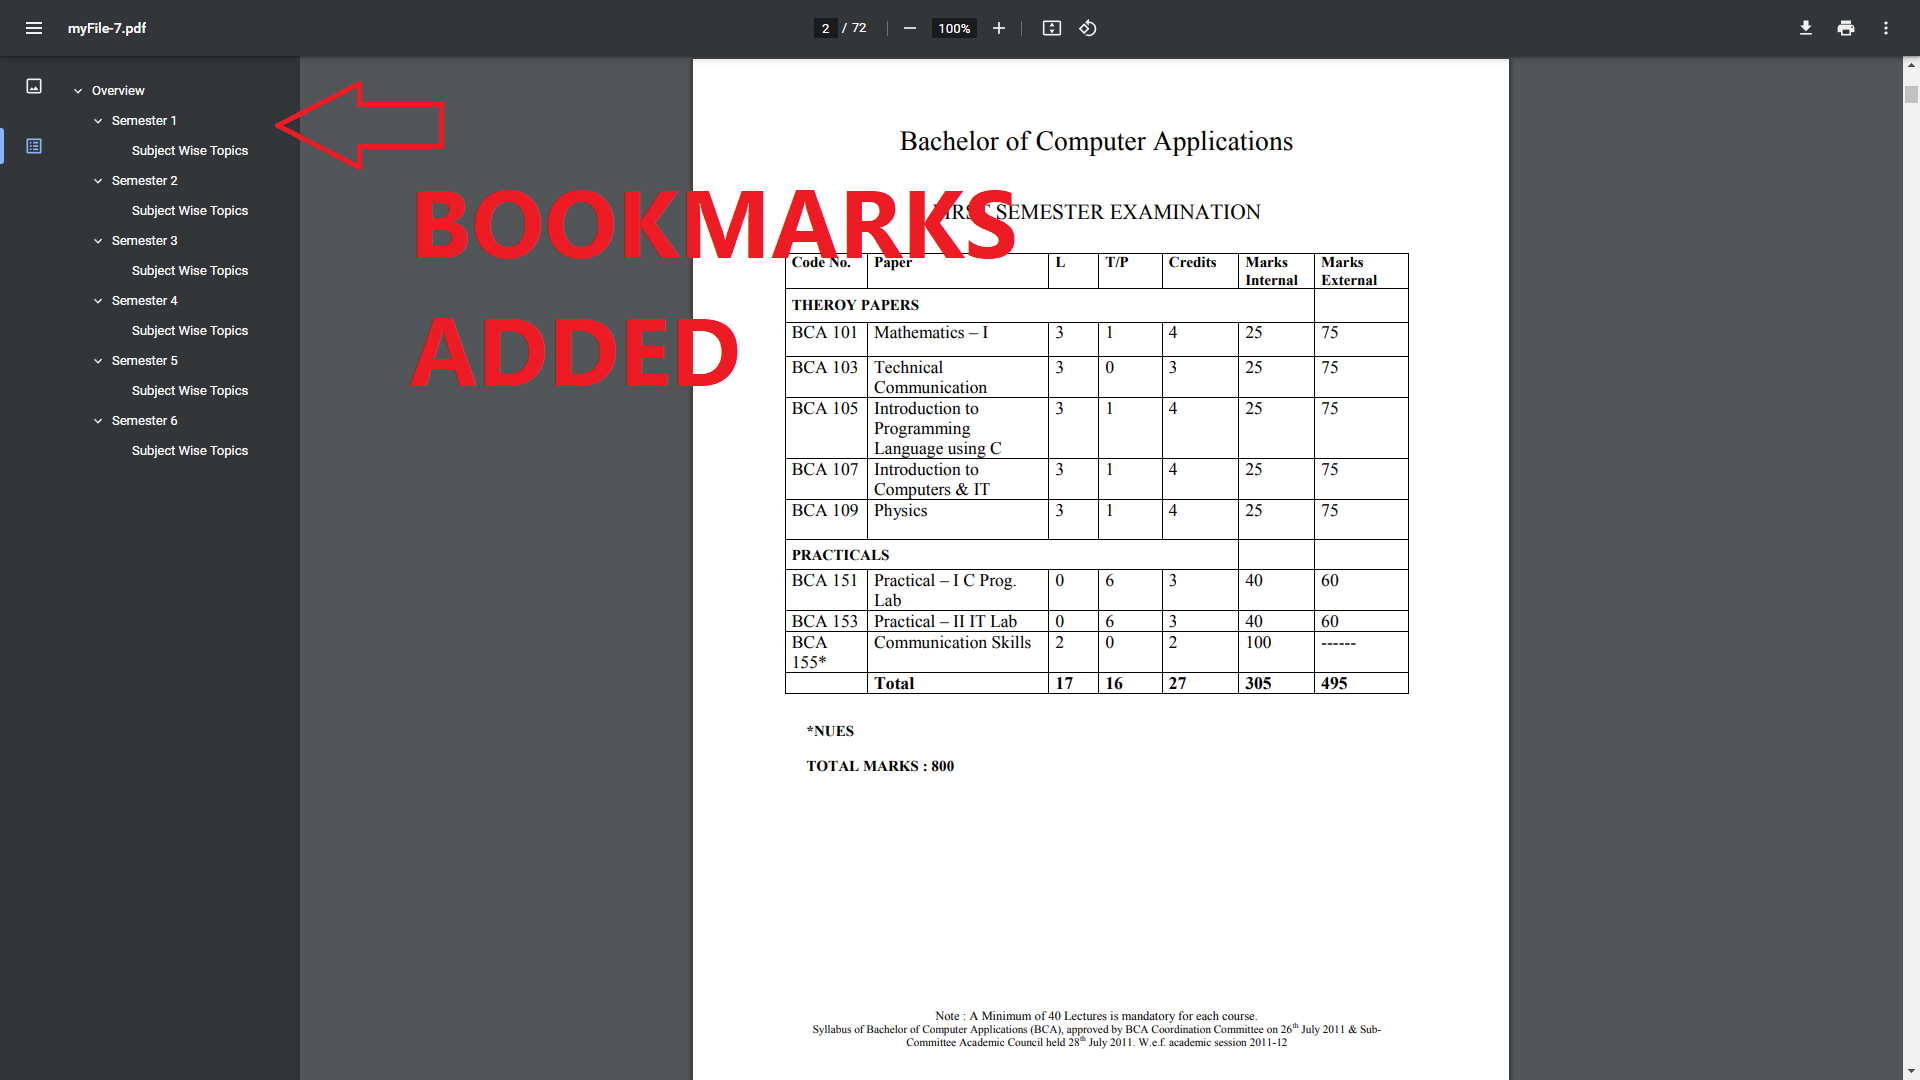 myFile-7.pdf
2 / 72
100%
Overview
Semester 1
Subject Wise Topics
Semester 2
Subject Wise Topics
Semester 3
Subject Wise Topics
Semester 4
Subject Wise Topics
Semester 5
Subject Wise Topics
Semester 6
Subject Wise Topics
BOOKMARKS
ADDED
Bachelor of Computer Applications
FIRST SEMESTER EXAMINATION
Code No. Paper L T/P Credits Marks Internal Marks External
THEROY PAPERS
BCA 101 Mathematics – I 3 1 4 25 75
BCA 103 Technical Communication 3 0 3 25 75
BCA 105 Introduction to Programming Language using C 3 1 4 25 75
BCA 107 Introduction to Computers & IT 3 1 4 25 75
BCA 109 Physics 3 1 4 25 75
PRACTICALS
BCA 151 Practical – I C Prog. Lab 0 6 3 40 60
BCA 153 Practical – II IT Lab 0 6 3 40 60
BCA 155* Communication Skills 2 0 2 100 ------
Total 17 16 27 305 495
*NUES
TOTAL MARKS : 800
Note : A Minimum of 40 Lectures is mandatory for each course.
Syllabus of Bachelor of Computer Applications (BCA), approved by BCA Coordination Committee on 26th July 2011 & Sub-
Committee Academic Council held 28th July 2011. W.e.f. academic session 2011-12